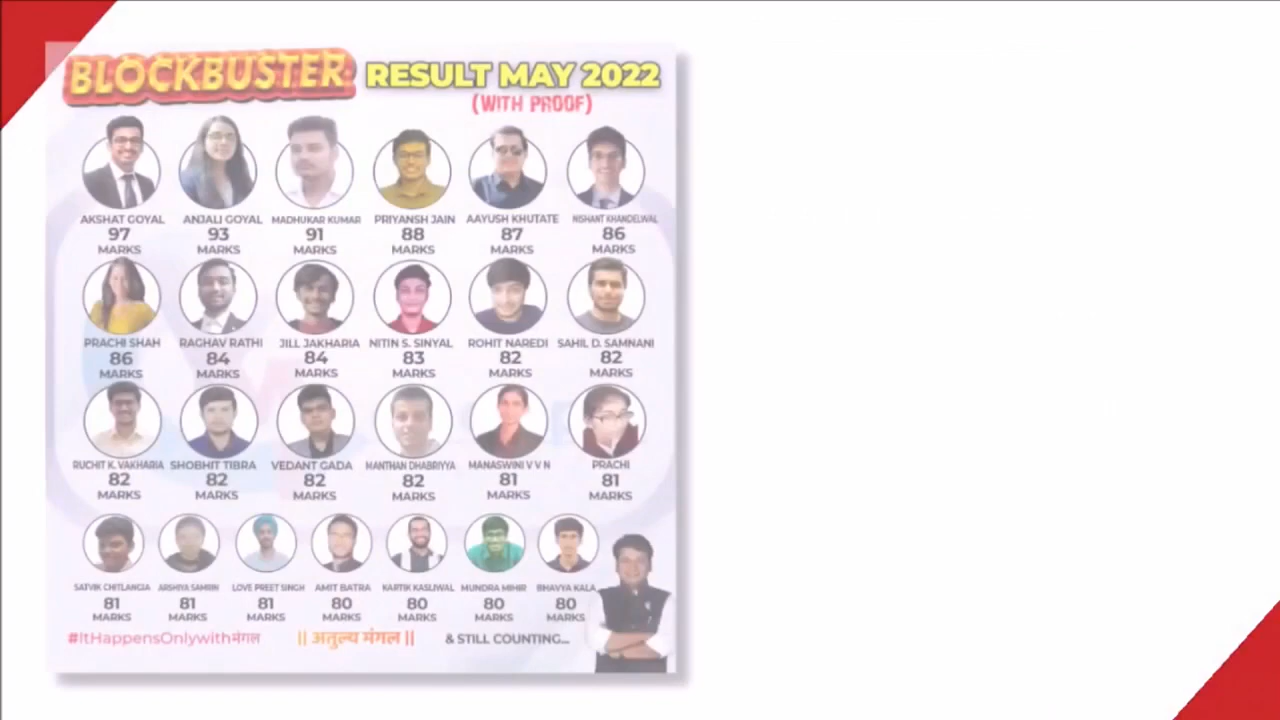 BLOCKBUSTER RESULT MAY 2022
(WITH PROOF)
AKSHAT GOYAL ANJALI GOYAL MADHUKAR KUMAR PRIYANSH JAIN AAYUSH KHUTATE NISHANT KHANDELWAL
97 93 91 88 87 86
MARKS MARKS MARKS MARKS MARKS MARKS
PRACHI SHAH RAGHAV RATHI JILL JAKHARIA NITIN S. SINYAL ROHIT NAREDI SAHIL D. SAMNANI
86 84 84 83 82 82
MARKS MARKS MARKS MARKS MARKS MARKS
RUCHIT K. VAKHARIA SHOBHIT TIBRA VEDANT GADA MANTHAN DHABRIYYA MANASWINI V V N PRACHI
82 82 82 82 81 81
MARKS MARKS MARKS MARKS MARKS MARKS
SATVIK CHITLANGIA ARSHIYA SAMRIN LOVE PREET SINGH AMIT BATRA KARTIK KASLIWAL MUNDRA MIHIR BHAVYA KALA
81 81 81 80 80 80 80
MARKS MARKS MARKS MARKS MARKS MARKS MARKS
#ItHappensOnlywithमंगल || अतुल्य मंगल || & STILL COUNTING...